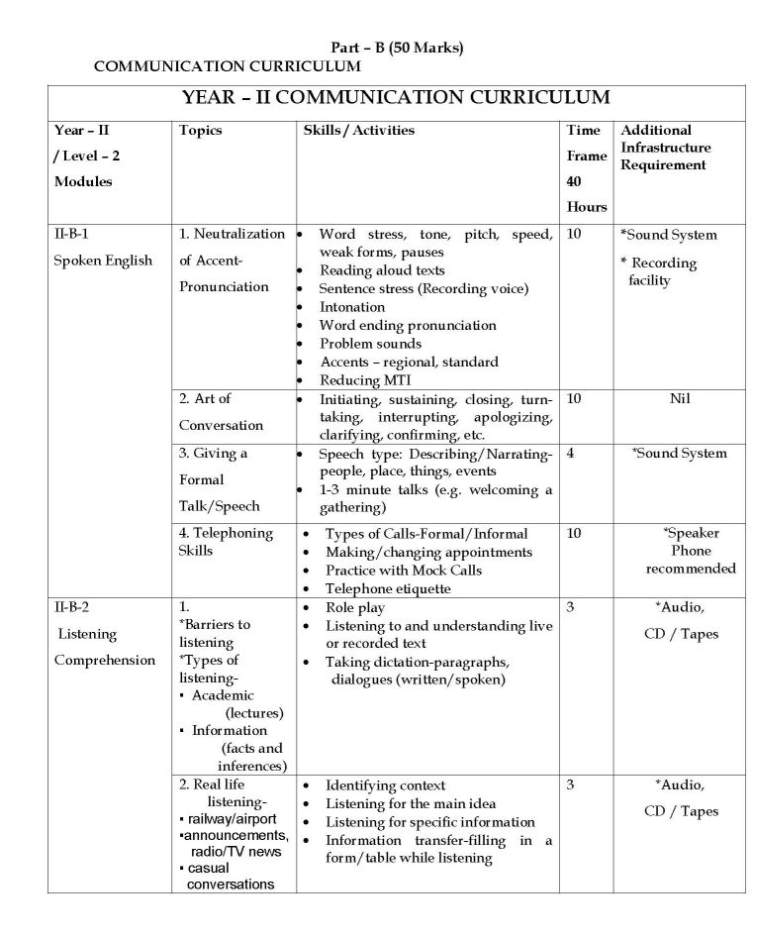 Part – B (50 Marks)
COMMUNICATION CURRICULUM
YEAR – II COMMUNICATION CURRICULUM
Year – II
/ Level – 2
Modules
Topics
Skills / Activities
Time
Frame
40
Hours
Additional
Infrastructure
Requirement
II-B-1
Spoken English
1. Neutralization
of Accent-
Pronunciation
• Word stress, tone, pitch, speed,
weak forms, pauses
• Reading aloud texts
• Sentence stress (Recording voice)
• Intonation
• Word ending pronunciation
• Problem sounds
• Accents – regional, standard
• Reducing MTI
10
*Sound System
* Recording
facility
2. Art of
Conversation
• Initiating, sustaining, closing, turn-
taking, interrupting, apologizing,
clarifying, confirming, etc.
10
Nil
3. Giving a
Formal
Talk/Speech
• Speech type: Describing/Narrating-
people, place, things, events
• 1-3 minute talks (e.g. welcoming a
gathering)
4
*Sound System
4. Telephoning
Skills
• Types of Calls-Formal/Informal
• Making/changing appointments
• Practice with Mock Calls
• Telephone etiquette
10
*Speaker
Phone
recommended
II-B-2
Listening
Comprehension
1.
*Barriers to
listening
*Types of
listening-
▪ Academic
(lectures)
▪ Information
(facts and
inferences)
• Role play
• Listening to and understanding live
or recorded text
• Taking dictation-paragraphs,
dialogues (written/spoken)
3
*Audio,
CD / Tapes
2. Real life
listening-
▪ railway/airport
▪announcements,
radio/TV news
▪ casual
conversations
• Identifying context
• Listening for the main idea
• Listening for specific information
• Information transfer-filling in a
form/table while listening
3
*Audio,
CD / Tapes